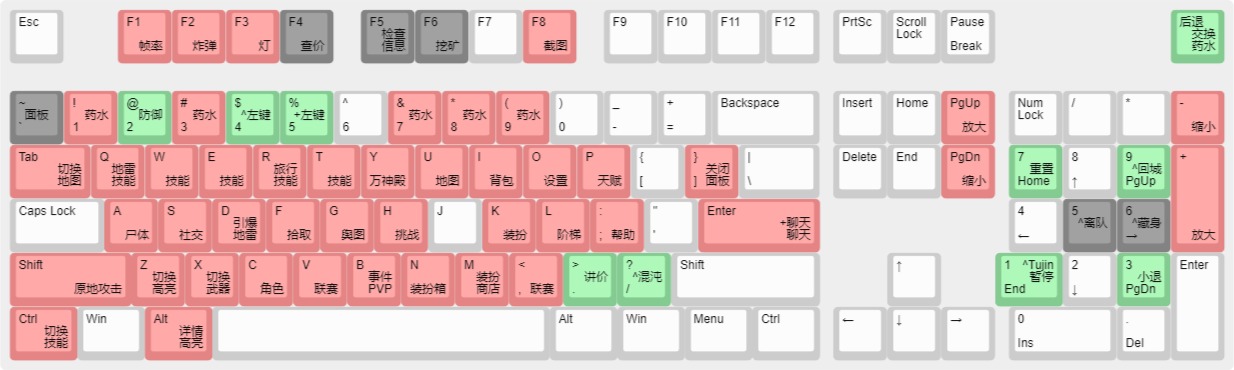 Esc
F1 帧率
F2 炸弹
F3 灯
F4 查价
F5 检查 信息
F6 挖矿
F7
F8 截图
F9
F10
F11
F12
PrtSc
Scroll Lock
Pause Break
后退 交换 药水
~ 面板 `
! 药水 1
@ 防御 2
# 药水 3
$ ^左键 4
% +左键 5
^ 6
& 药水 7
* 药水 8
( 药水 9
) 0
_ -
+ =
Backspace
Insert
Home
PgUp 放大
Num Lock
/
*
- 缩小
Tab 切换 地图
Q 地雷 技能
W 技能
E 技能
R 旅行 技能
T 技能
Y 万神殿
U 地图
I 背包
O 设置
P 天赋
{ [
} 关闭 ] 面板
| \
Delete
End
PgDn 缩小
7 重置 Home
8 ↑
9 ^回城 PgUp
+ 放大
Caps Lock
A 尸体
S 社交
D 引爆 地雷
F 拾取
G 舆图
H 挑战
J
K 装扮
L 阶梯
: ; 帮助
" '
Enter +聊天 聊天
4 ←
5 ^离队
6 ^藏身 →
Shift 原地攻击
Z 切换 高亮
X 切换 武器
C 角色
V 联赛
B 事件 PVP
N 装扮箱
M 装扮 商店
< , 联赛
> 讲价 .
? ^混沌 /
Shift
↑
1 ^Tujin 暂停 End
2 ↓
3 小退 PgDn
Enter
Ctrl 切换 技能
Win
Alt 详情 高亮
Alt
Win
Menu
Ctrl
←
↓
→
0 Ins
. Del